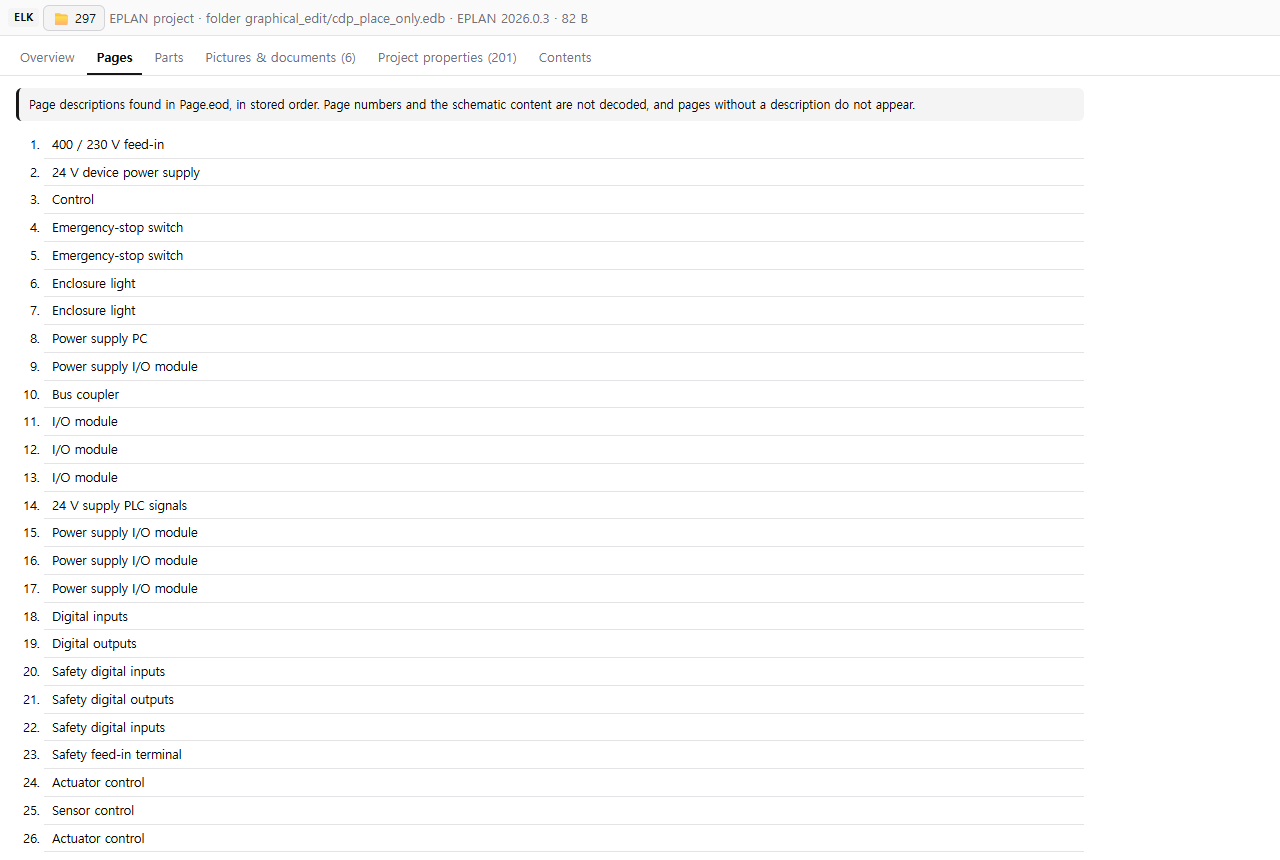 ELK 297 EPLAN project · folder graphical_edit/cdp_place_only.edb · EPLAN 2026.0.3 · 82 B
Overview Pages Parts Pictures & documents (6) Project properties (201) Contents
Page descriptions found in Page.eod, in stored order. Page numbers and the schematic content are not decoded, and pages without a description do not appear.
1. 400 / 230 V feed-in
2. 24 V device power supply
3. Control
4. Emergency-stop switch
5. Emergency-stop switch
6. Enclosure light
7. Enclosure light
8. Power supply PC
9. Power supply I/O module
10. Bus coupler
11. I/O module
12. I/O module
13. I/O module
14. 24 V supply PLC signals
15. Power supply I/O module
16. Power supply I/O module
17. Power supply I/O module
18. Digital inputs
19. Digital outputs
20. Safety digital inputs
21. Safety digital outputs
22. Safety digital inputs
23. Safety feed-in terminal
24. Actuator control
25. Sensor control
26. Actuator control